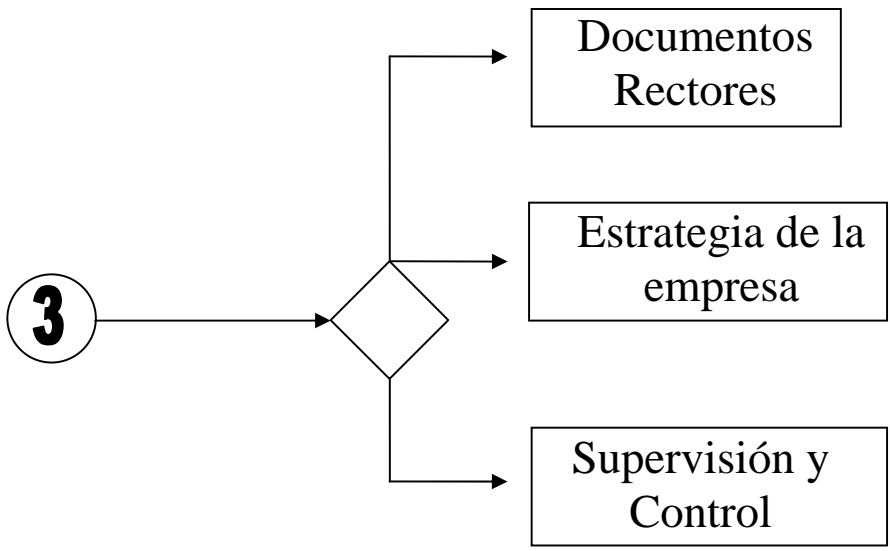 Documentos
Rectores
Estrategia de la
empresa
3
Supervisión y
Control